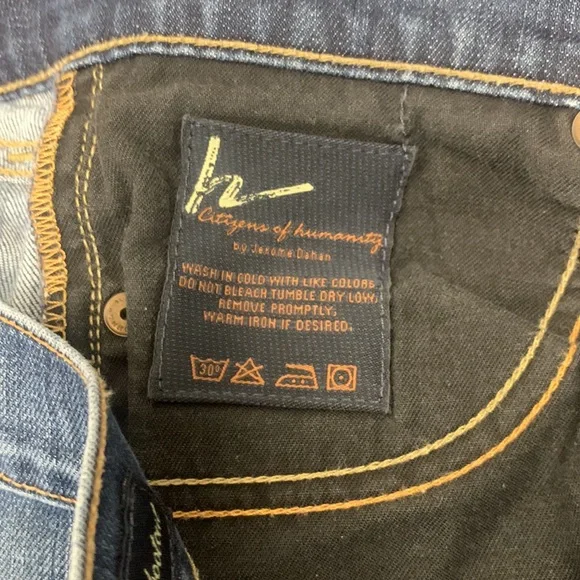 h
Citizens of humanity
by Jerome Dahan
WASH IN COLD WITH LIKE COLORS
DO NOT BLEACH TUMBLE DRY LOW.
REMOVE PROMPTLY.
WARM IRON IF DESIRED.
30°